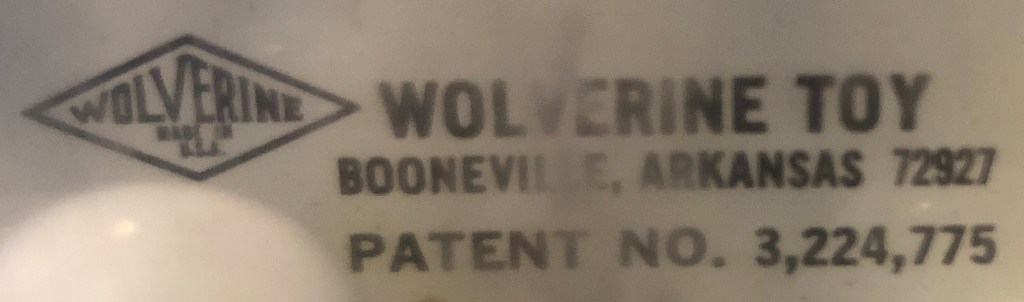 WOLVERINE
MADE IN
U.S.A.
WOLVERINE TOY
BOONEVILLE, ARKANSAS 72927
PATENT NO. 3,224,775